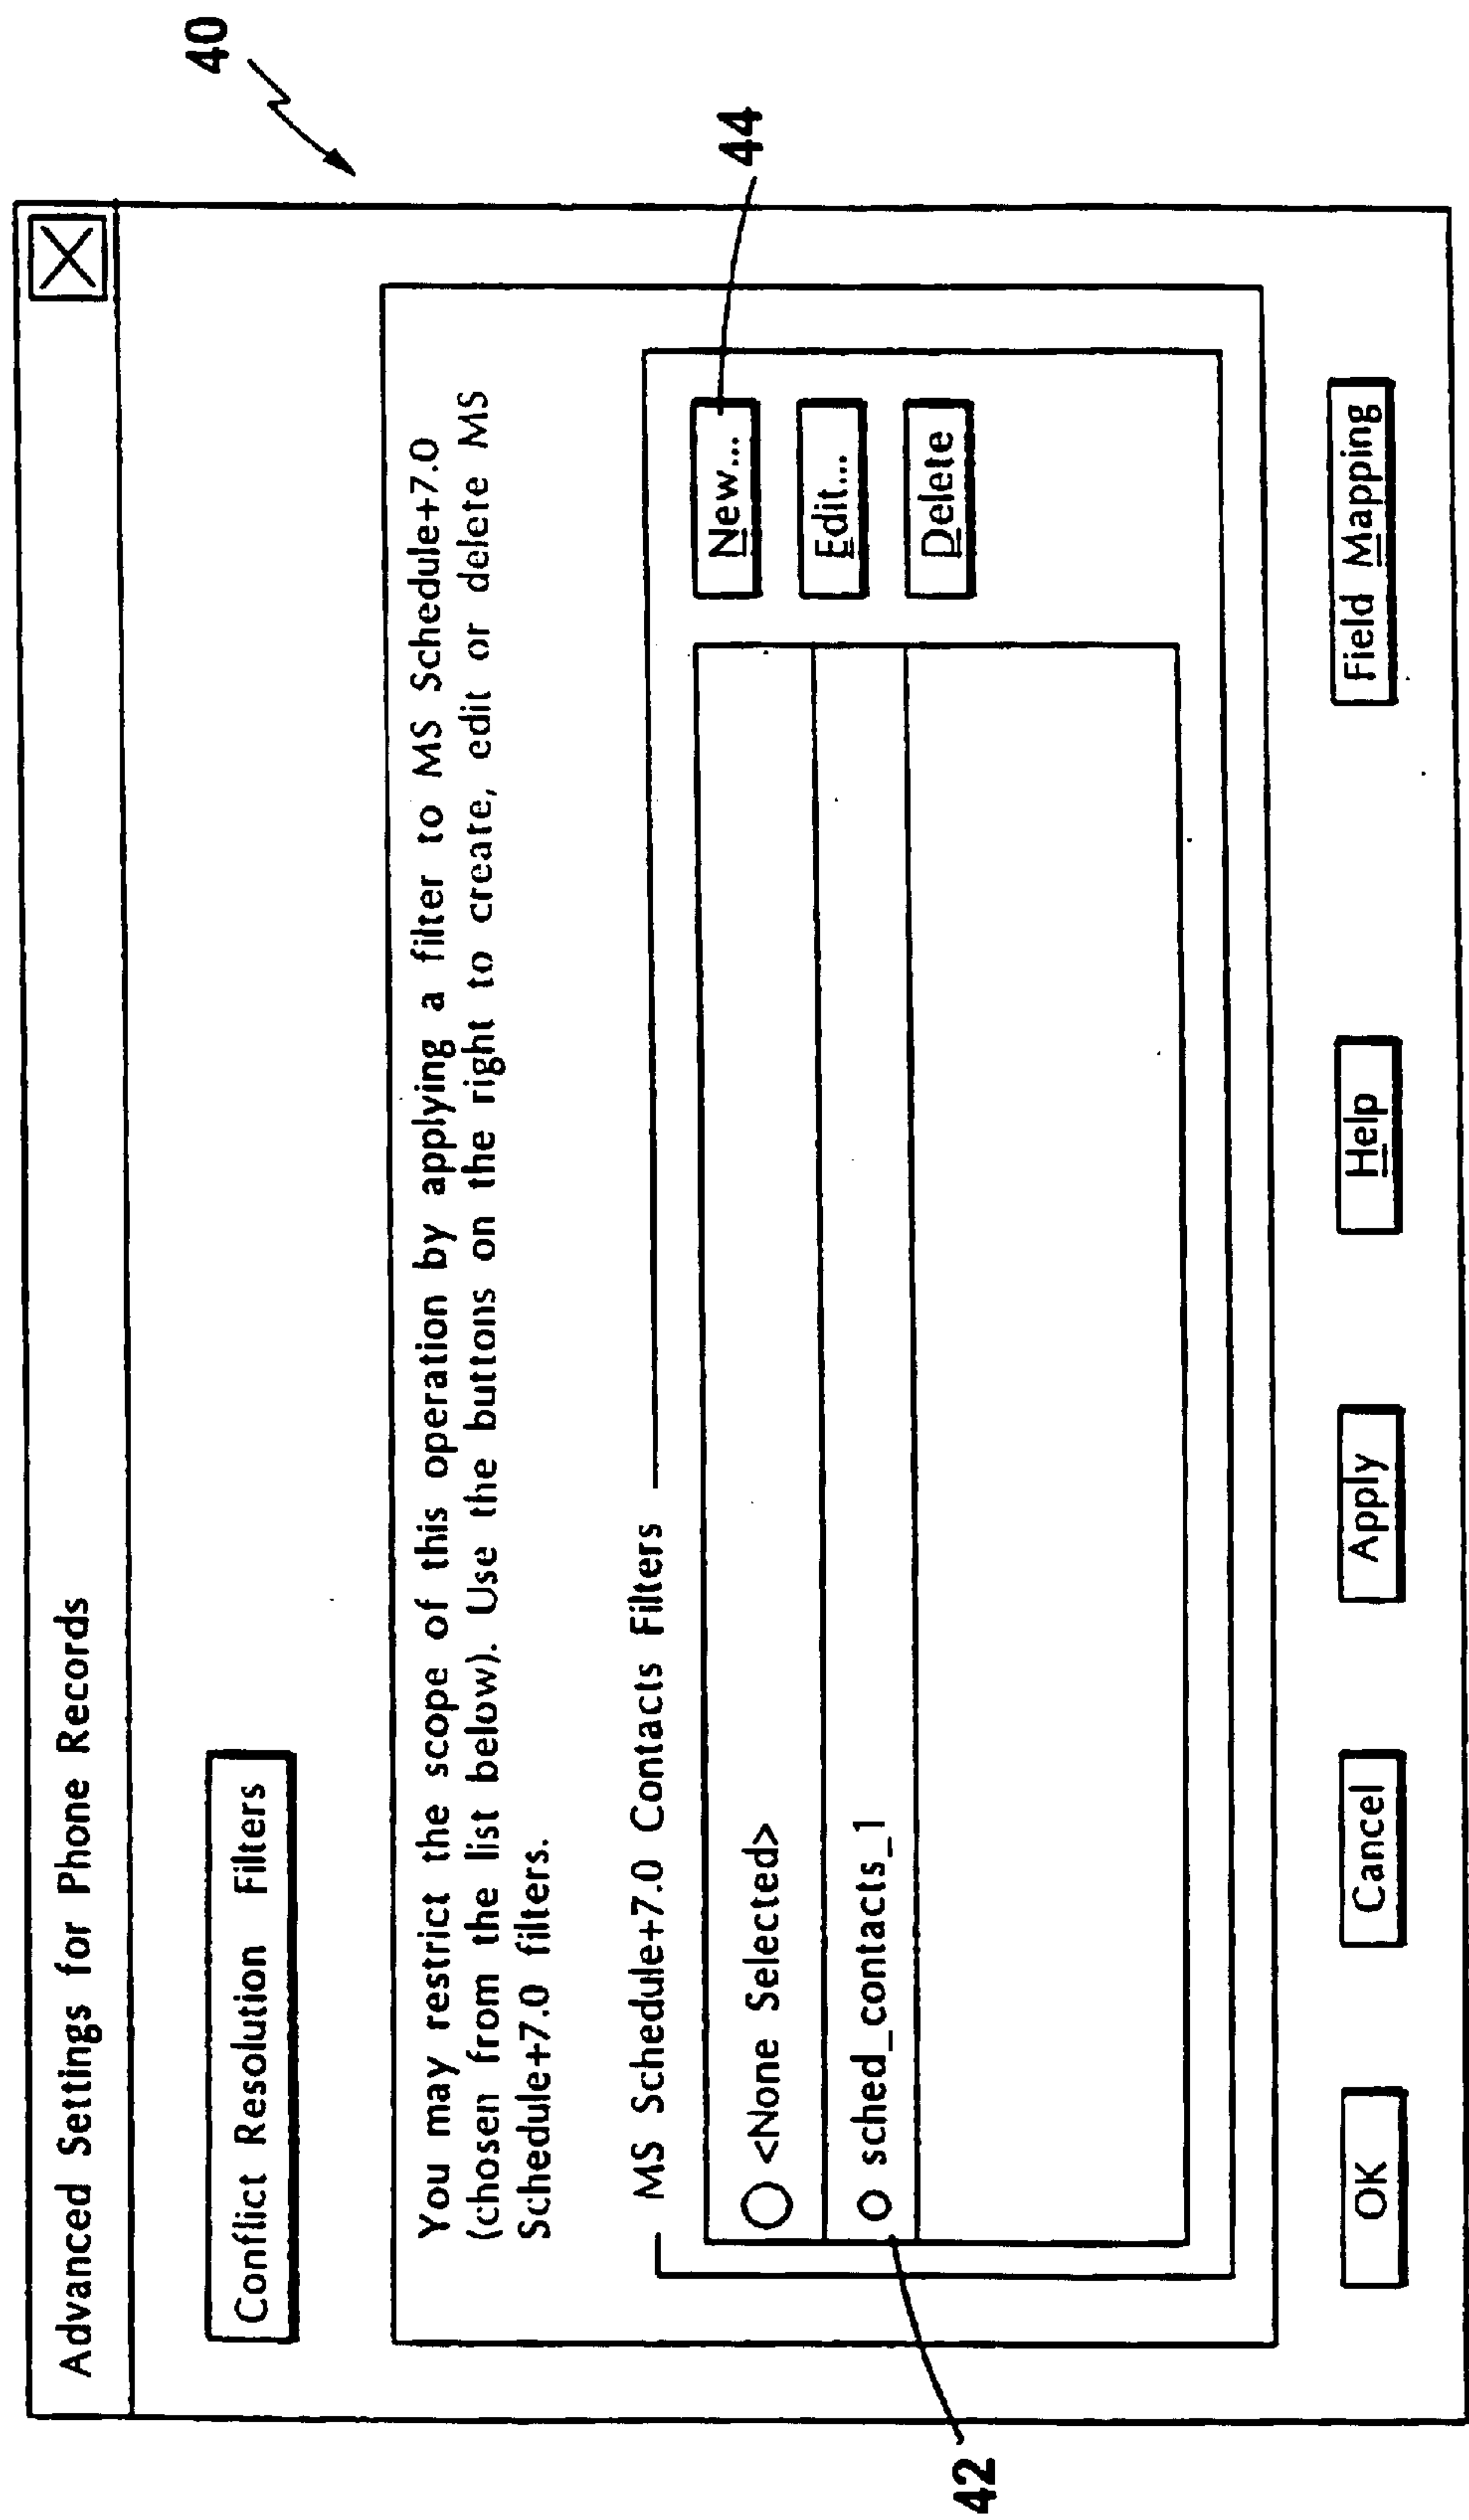 40
Advanced Settings for Phone Records
Conflict Resolution Filters
You may restrict the scope of this operation by applying a filter to MS Schedule+7.0
(chosen from the list below). Use the buttons on the right to create, edit or delete MS
Schedule+7.0 filters.
MS Schedule+7.0 Contacts Filters
44
<None Selected>
New...
sched_contacts_1
Edit...
Delete
42
OK
Cancel
Apply
Help
Field Mapping